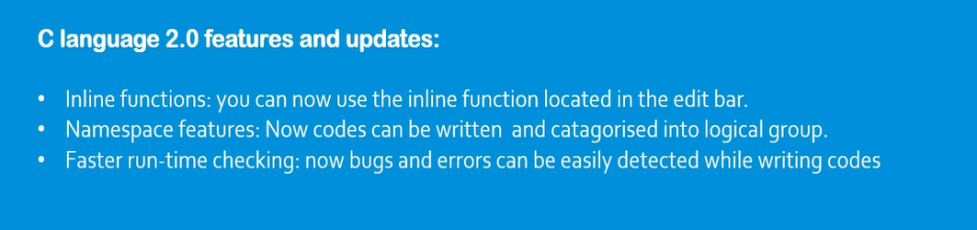 C language 2.0 features and updates:
• Inline functions: you can now use the inline function located in the edit bar.
• Namespace features: Now codes can be written  and catagorised into logical group.
• Faster run-time checking: now bugs and errors can be easily detected while writing codes